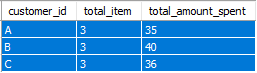 customer_id total_item total_amount_spent
A 3 35
B 3 40
C 3 36